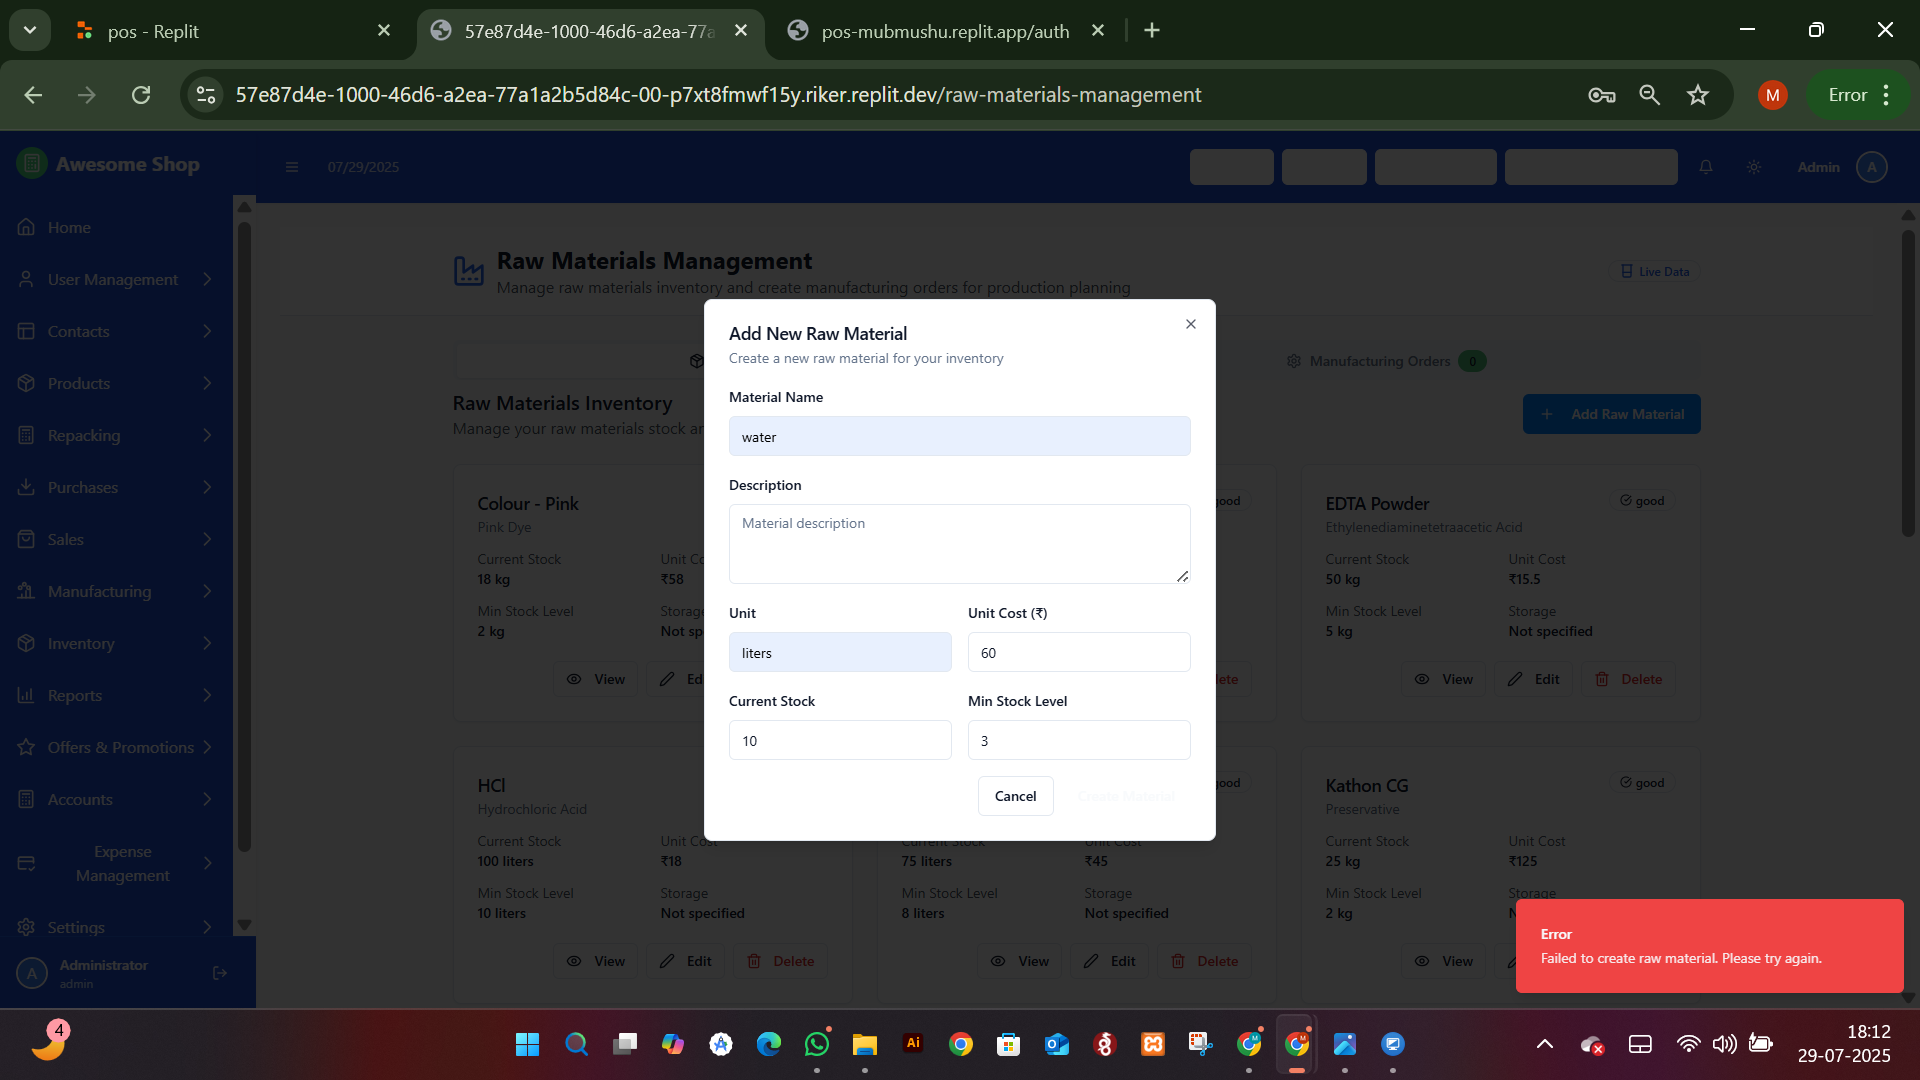 pos - Replit
57e87d4e-1000-46d6-a2ea-77a
pos-mubmushu.replit.app/auth
57e87d4e-1000-46d6-a2ea-77a1a2b5d84c-00-p7xt8fmwf15y.riker.replit.dev/raw-materials-management
M
Error
Awesome Shop
07/29/2025
Admin
A
Home
User Management
Contacts
Products
Repacking
Purchases
Sales
Manufacturing
Inventory
Reports
Offers & Promotions
Accounts
Expense
Management
Settings
A
Administrator
admin
Raw Materials Management
Manage raw materials inventory and create manufacturing orders for production planning
Live Data
Manufacturing Orders 0
Raw Materials Inventory
Manage your raw materials stock
+ Add Raw Material
Colour - Pink
Pink Dye
Current Stock
18 kg
₹58
Min Stock Level
2 kg
View
good
EDTA Powder
Ethylenediaminetetraacetic Acid
good
Current Stock Unit Cost
50 kg ₹15.5
Min Stock Level Storage
5 kg Not specified
View Edit Delete
HCl
Hydrochloric Acid
Current Stock Unit Cost
100 liters ₹18
Min Stock Level Storage
10 liters Not specified
View Edit Delete
good
Current Stock Unit Cost
75 liters ₹45
Min Stock Level Storage
8 liters Not specified
View Edit Delete
Kathon CG
Preservative
good
Current Stock Unit Cost
25 kg ₹125
Min Stock Level Storage
2 kg
View
Add New Raw Material
Create a new raw material for your inventory
Material Name
water
Description
Material description
Unit Unit Cost (₹)
liters 60
Current Stock Min Stock Level
10 3
Cancel Create Material
Error
Failed to create raw material. Please try again.
4
Ai
18:12
29-07-2025